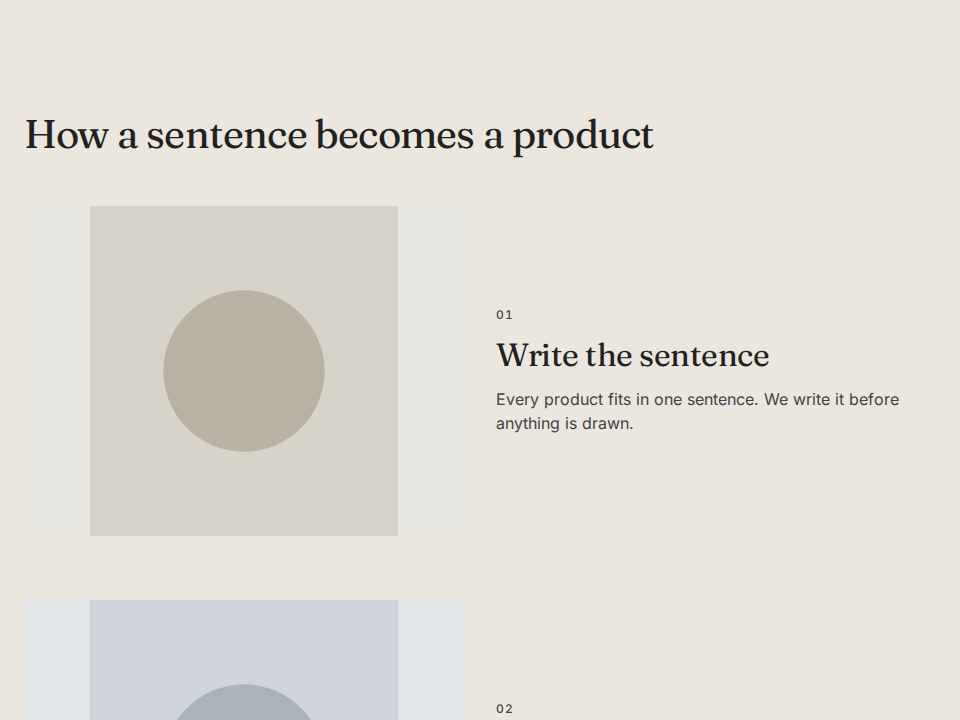 How a sentence becomes a product
01
Write the sentence
Every product fits in one sentence. We write it before
anything is drawn.
02